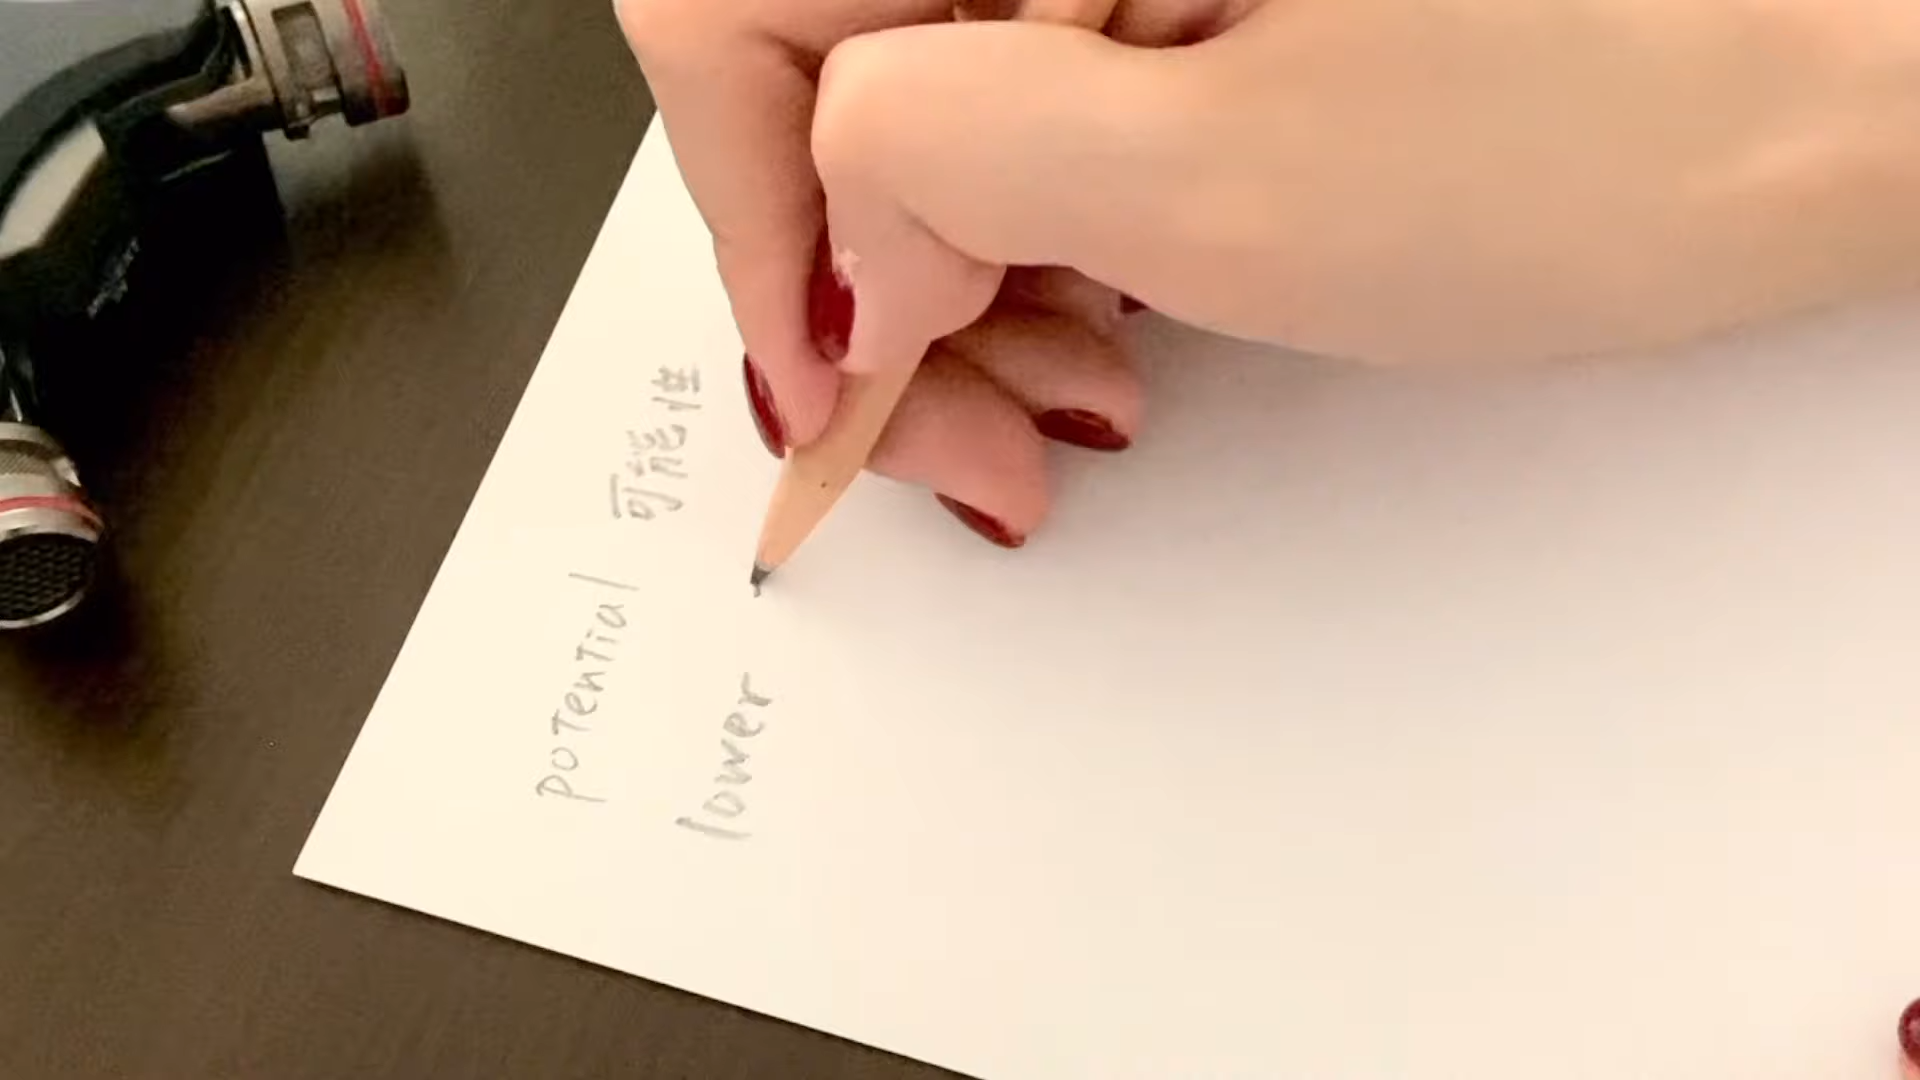 potential 可能性
lower